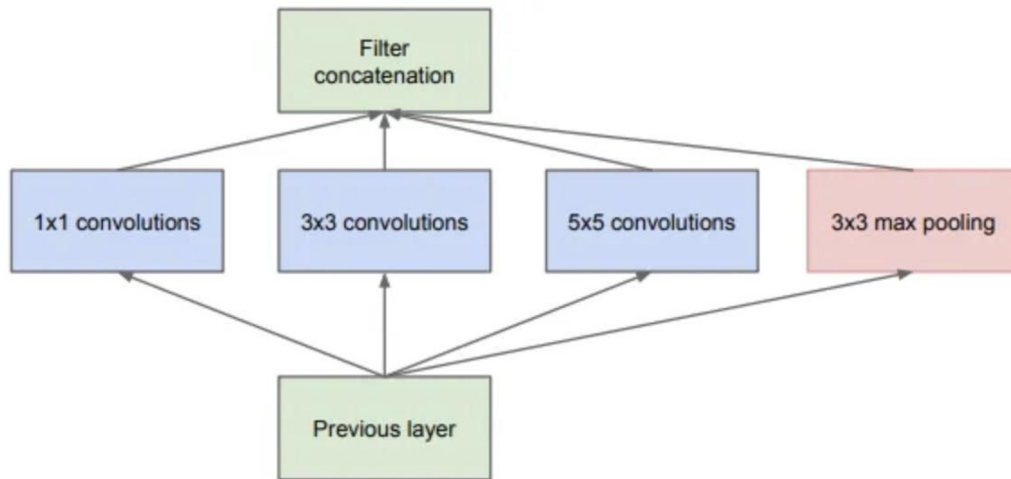 Filter
concatenation
1x1 convolutions
3x3 convolutions
5x5 convolutions
3x3 max pooling
Previous layer